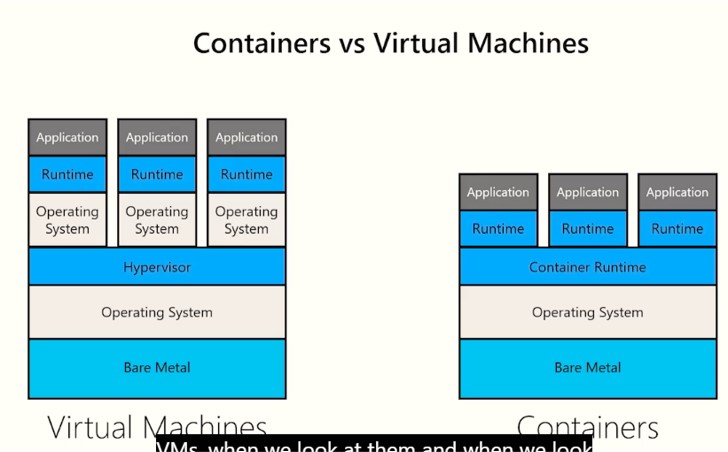 Containers vs Virtual Machines
Application
Application
Application
Runtime
Runtime
Runtime
Operating
System
Operating
System
Operating
System
Hypervisor
Operating System
Bare Metal
Virtual Machines
Application
Application
Application
Runtime
Runtime
Runtime
Container Runtime
Operating System
Bare Metal
Containers
VMs, when we look at them and when we look